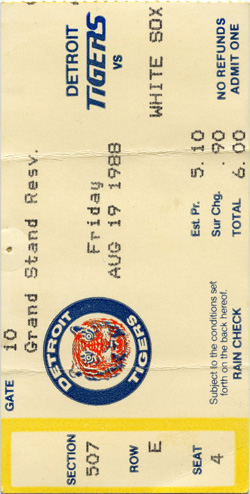 DETROIT
TIGERS
VS
WHITE SOX
NO REFUNDS
ADMIT ONE
Friday
AUG 19 1988
Est. Pr. 5.10
Sur Chg. .90
TOTAL 6.00
GATE 10
Grand Stand Resv.
DETROIT TIGERS
Subject to the conditions set
forth on the back hereof.
RAIN CHECK
SECTION 507
ROW E
SEAT 4